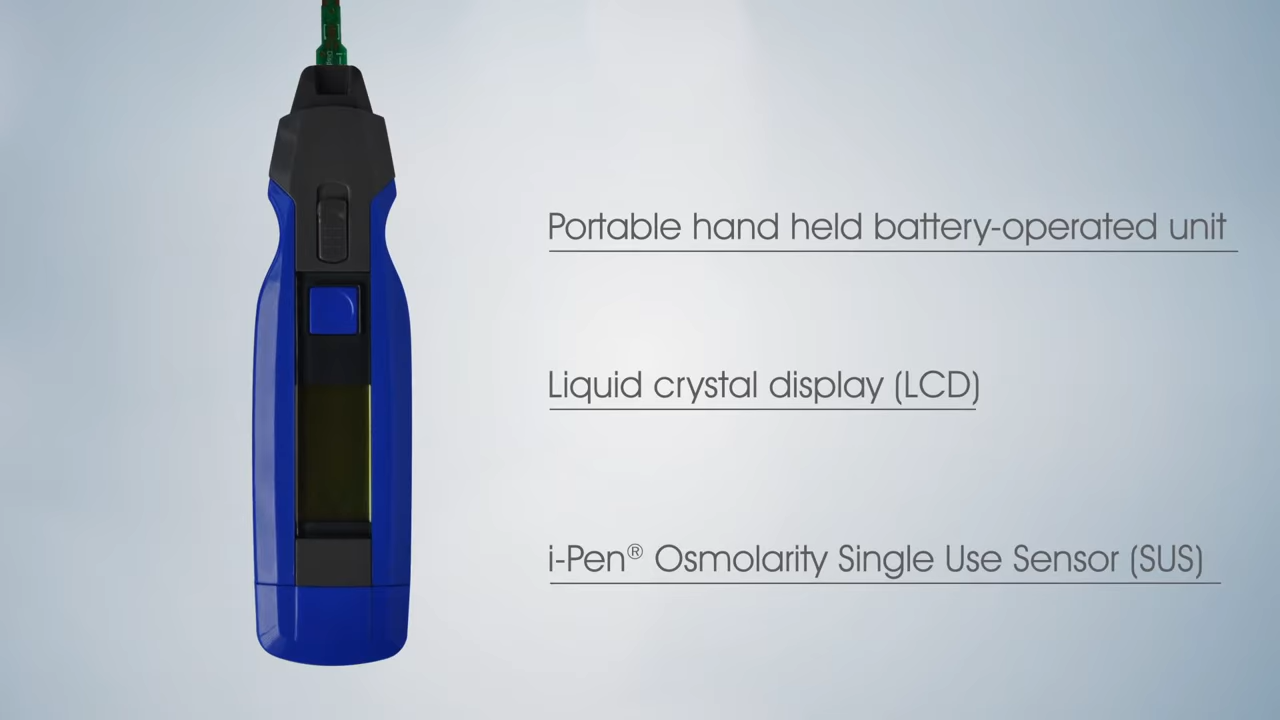 Portable hand held battery-operated unit
Liquid crystal display (LCD)
i-Pen® Osmolarity Single Use Sensor (SUS)